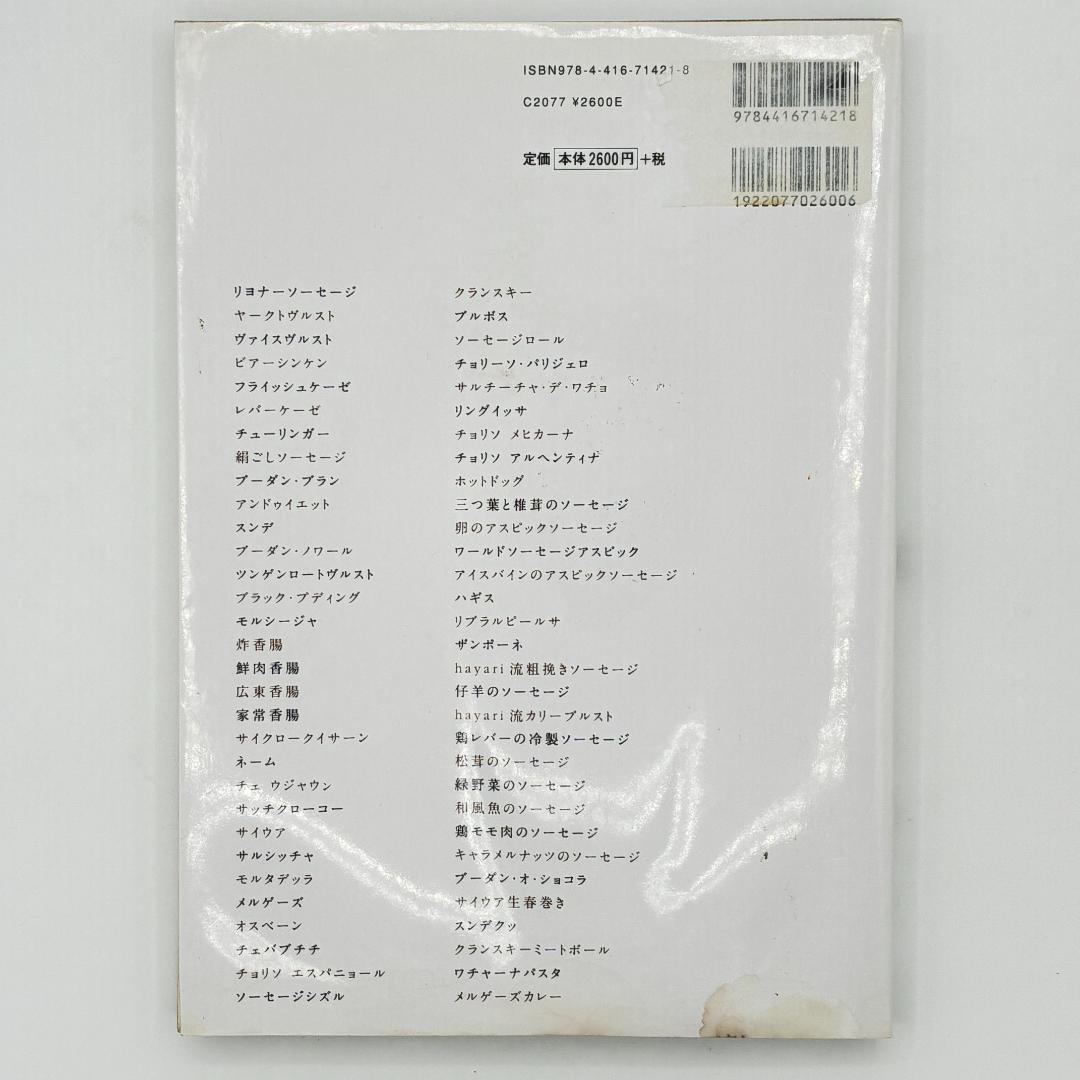 ISBN978-4-416-71421-8
C2077 ¥2600E
9784416714218
定価 本体2600円 +税
1922077026006
リヨナーソーセージ
ヤークトヴルスト
ヴァイスヴルスト
ビアーシンケン
フライッシュケーゼ
レバーケーゼ
チューリンガー
絹ごしソーセージ
ブーダン・ブラン
アンドゥイエット
スンデ
ブーダン・ノワール
ツンゲンロートヴルスト
ブラック・プディング
モルシージャ
炸香腸
鮮肉香腸
広東香腸
家常香腸
サイクロークイサーン
ネーム
チェ ウジャウン
サッチクローコー
サイウア
サルシッチャ
モルタデッラ
メルゲーズ
オスベーン
チェバプチチ
チョリソ エスパニョール
ソーセージシズル
クランスキー
ブルボス
ソーセージロール
チョリーソ・パリジェロ
サルチーチャ・デ・ワチョ
リングイッサ
チョリソ メヒカーナ
チョリソ アルヘンティナ
ホットドッグ
三つ葉と椎茸のソーセージ
卵のアスピックソーセージ
ワールドソーセージアスピック
アイスバインのアスピックソーセージ
ハギス
リブラルピールサ
ザンポーネ
hayari流粗挽きソーセージ
仔羊のソーセージ
hayari流カリーブルスト
鶏レバーの冷製ソーセージ
松茸のソーセージ
緑野菜のソーセージ
和風魚のソーセージ
鶏モモ肉のソーセージ
キャラメルナッツのソーセージ
ブーダン・オ・ショコラ
サイウア生春巻き
スンデクッ
クランスキーミートボール
ワチャーナパスタ
メルゲーズカレー